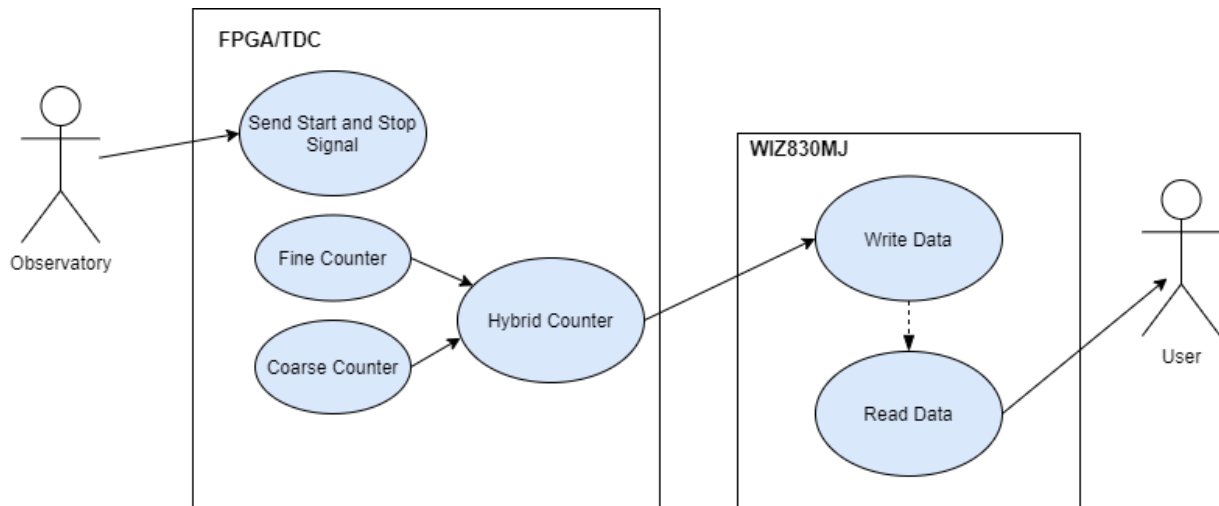 FPGA/TDC
Send Start and Stop
Signal
Observatory
Fine Counter
Coarse Counter
Hybrid Counter
WIZ830MJ
Write Data
Read Data
User